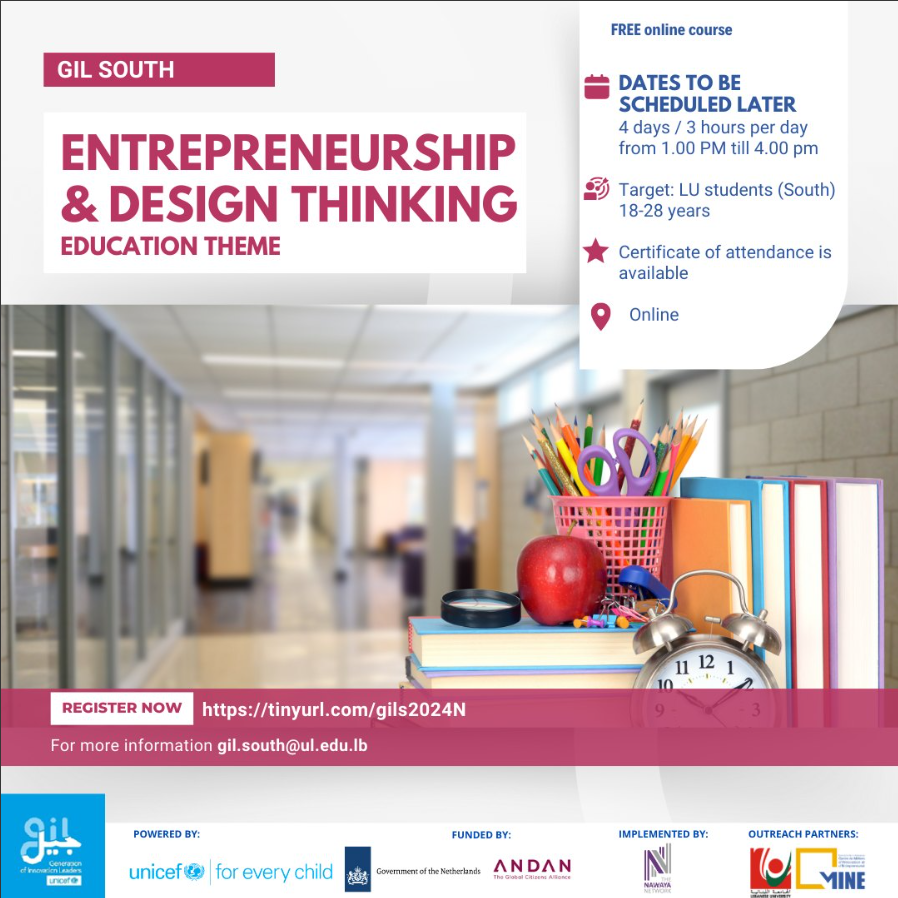 FREE online course
GIL SOUTH
ENTREPRENEURSHIP
& DESIGN THINKING
EDUCATION THEME
DATES TO BE
SCHEDULED LATER
4 days / 3 hours per day
from 1.00 PM till 4.00 pm
Target: LU students (South)
18-28 years
Certificate of attendance is
available
Online
11 12 1
10 2
9 3
REGISTER NOW https://tinyurl.com/gils2024N
For more information gil.south@ul.edu.lb
gil
جيل
Generation
of Innovation Leaders
unicef
POWERED BY:
unicef for every child
FUNDED BY:
Government of the Netherlands
ANDAN
The Global Citizens Alliance
IMPLEMENTED BY:
N
THE
NAWAYA
NETWORK
OUTREACH PARTNERS:
الجامعة اللبنانية
LEBANESE UNIVERSITY
MINE